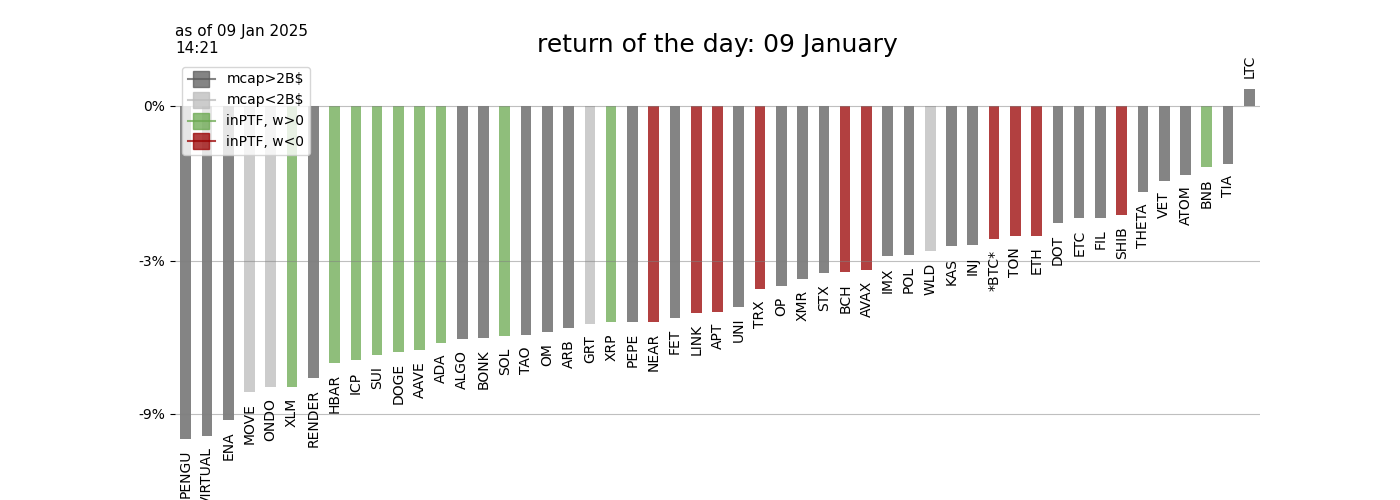 as of 09 Jan 2025
14:21
return of the day: 09 January
mcap>2B$
mcap<2B$
inPTF, w>0
inPTF, w<0
0%
-3%
-9%
PENGU
VIRTUAL
ENA
MOVE
ONDO
XLM
RENDER
HBAR
ICP
SUI
DOGE
AAVE
ADA
ALGO
BONK
SOL
TAO
OM
ARB
GRT
XRP
PEPE
NEAR
FET
LINK
APT
UNI
TRX
OP
XMR
STX
BCH
AVAX
IMX
POL
WLD
KAS
INJ
*BTC*
TON
ETH
DOT
ETC
FIL
SHIB
THETA
VET
ATOM
BNB
TIA
LTC